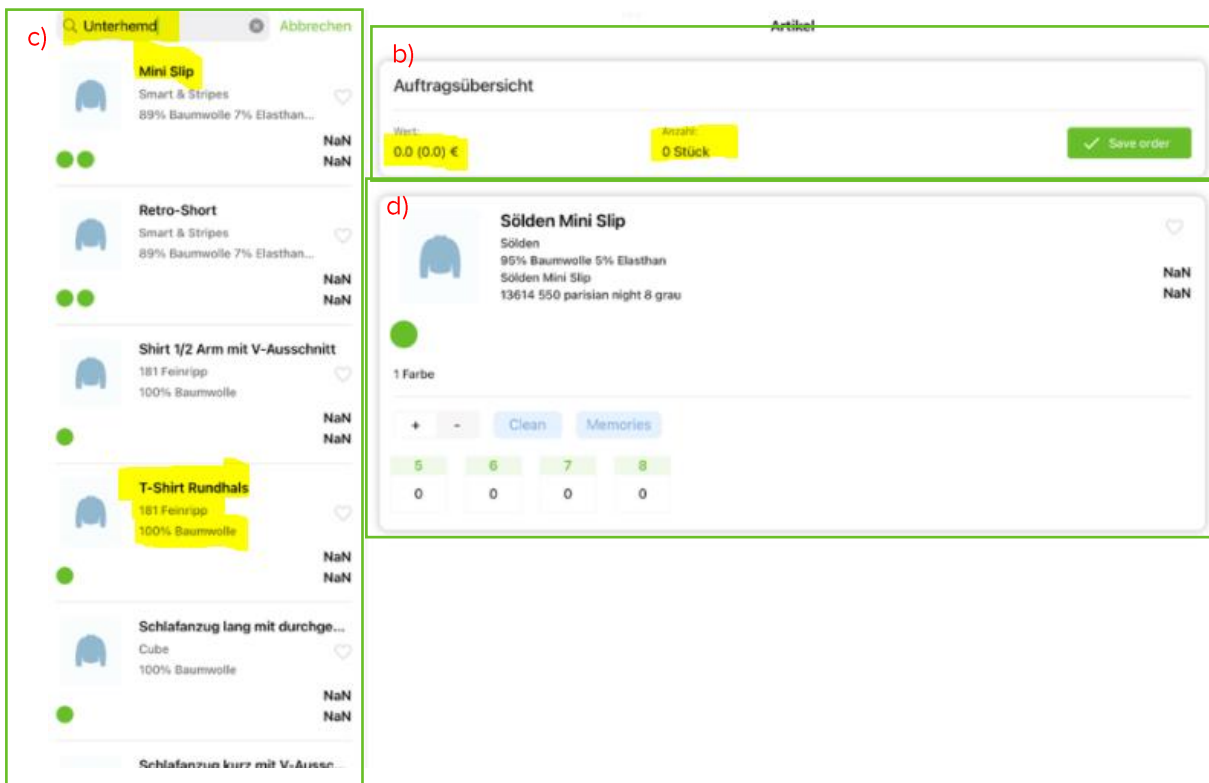 c)
Unterhemd
Abbrechen
Mini Slip
Smart & Stripes
89% Baumwolle 7% Elasthan...
NaN
NaN
Retro-Short
Smart & Stripes
89% Baumwolle 7% Elasthan...
NaN
NaN
Shirt 1/2 Arm mit V-Ausschnitt
181 Feinripp
100% Baumwolle
NaN
NaN
T-Shirt Rundhals
181 Feinripp
100% Baumwolle
NaN
NaN
Schlafanzug lang mit durchge...
Cube
100% Baumwolle
NaN
NaN
Schlafanzug kurz mit V-Aussc...
Artikel
b)
Auftragsübersicht
Wert: Anzahl:
0.0 (0.0) € 0 Stück
Save order
d)
Sölden Mini Slip
Sölden
95% Baumwolle 5% Elasthan
Sölden Mini Slip
13614 550 parisian night 8 grau
NaN
NaN
1 Farbe
+ - Clean Memories
5 6 7 8
0 0 0 0